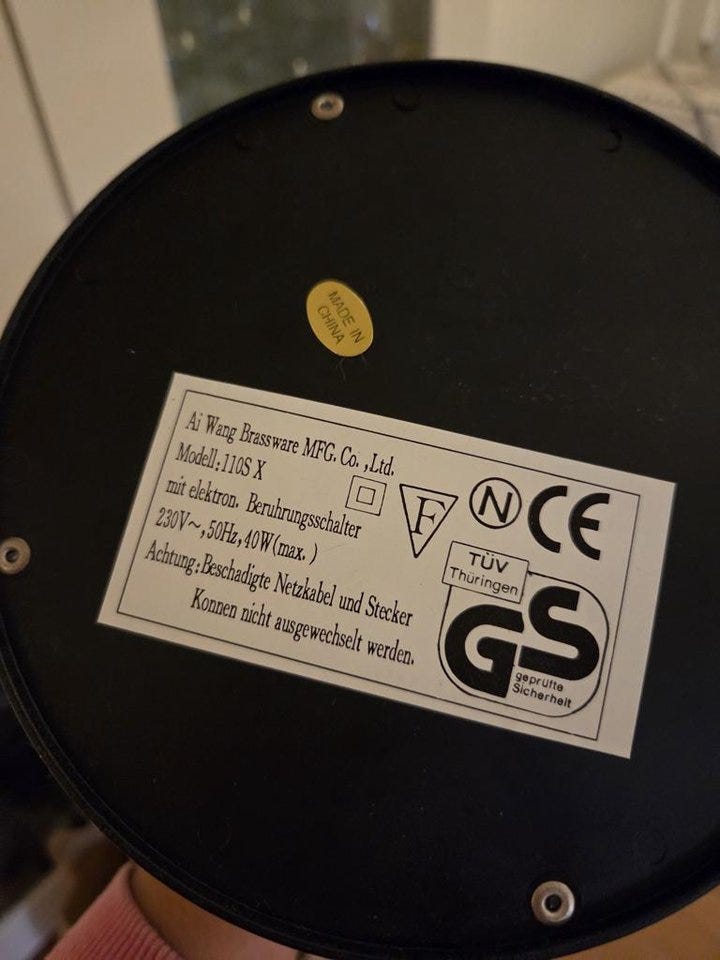 MADE IN
CHINA
Ai Wang Brassware MFG. Co. ,Ltd.
Modell:110S X
mit elektron. Beruhrungsschalter
230V~,50Hz,40W(max.)
Achtung:Beschadigte Netzkabel und Stecker
Konnen nicht ausgewechselt werden.
F
N
CE
TÜV
Thüringen
GS
geprüfte
Sicherheit